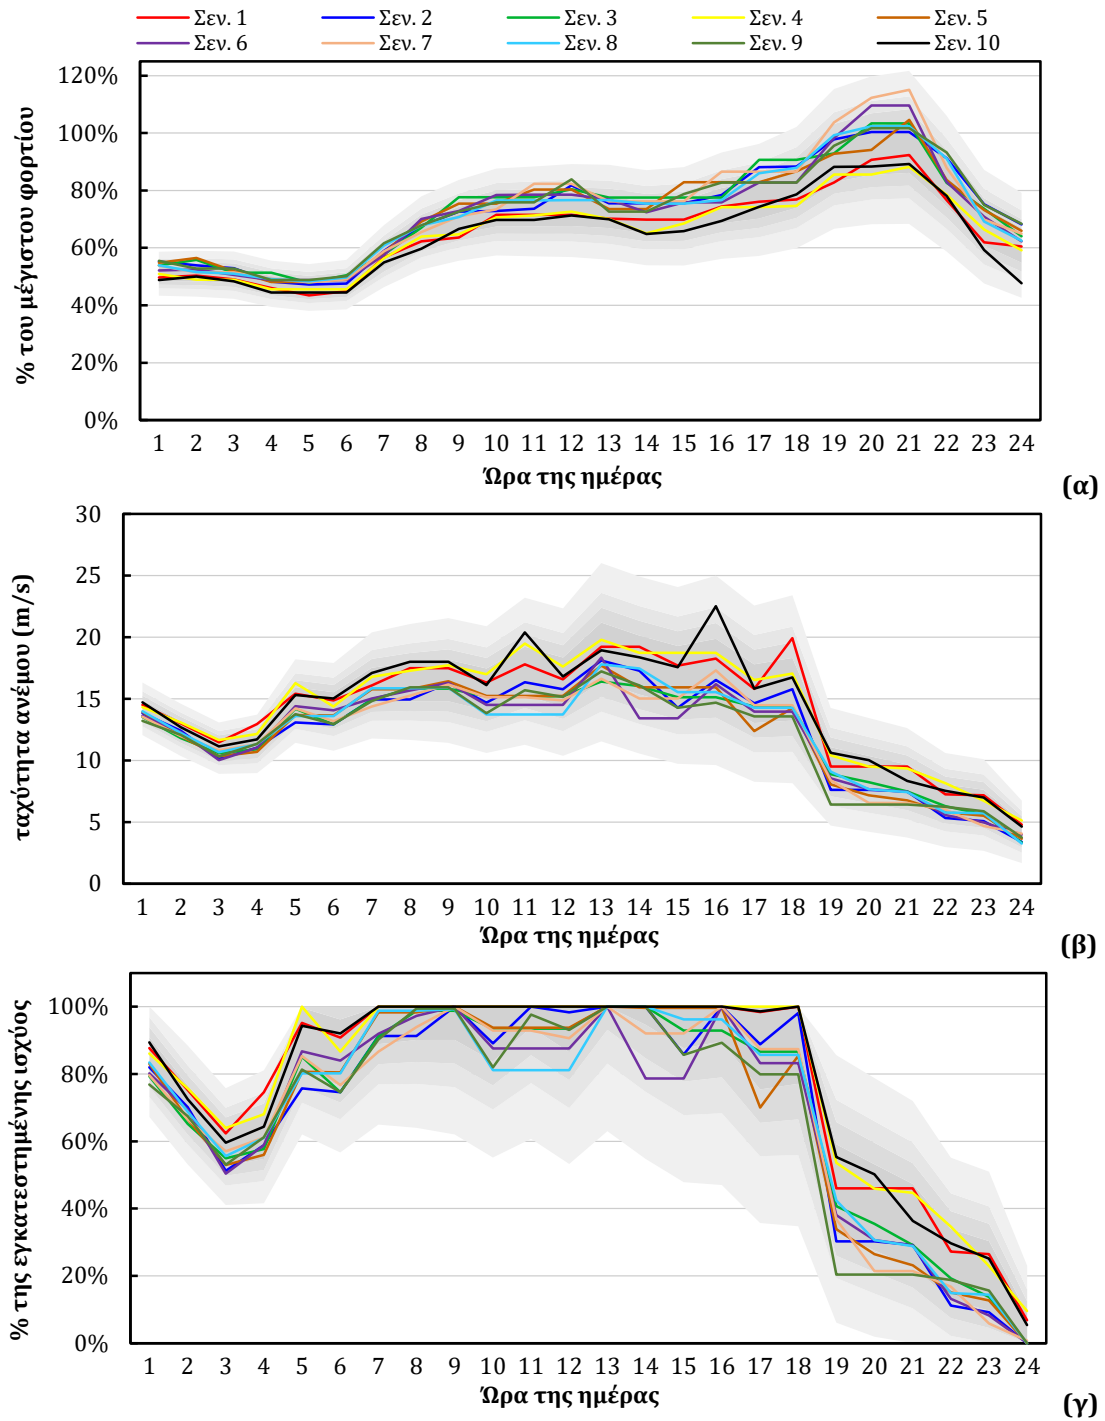 Σεν. 1 Σεν. 2 Σεν. 3 Σεν. 4 Σεν. 5
Σεν. 6 Σεν. 7 Σεν. 8 Σεν. 9 Σεν. 10
% του μέγιστου φορτίου
120%
100%
80%
60%
40%
20%
0%
1 2 3 4 5 6 7 8 9 10 11 12 13 14 15 16 17 18 19 20 21 22 23 24
Ώρα της ημέρας
(α)
ταχύτητα ανέμου (m/s)
30
25
20
15
10
5
0
1 2 3 4 5 6 7 8 9 10 11 12 13 14 15 16 17 18 19 20 21 22 23 24
Ώρα της ημέρας
(β)
% της εγκατεστημένης ισχύος
100%
80%
60%
40%
20%
0%
1 2 3 4 5 6 7 8 9 10 11 12 13 14 15 16 17 18 19 20 21 22 23 24
Ώρα της ημέρας
(γ)